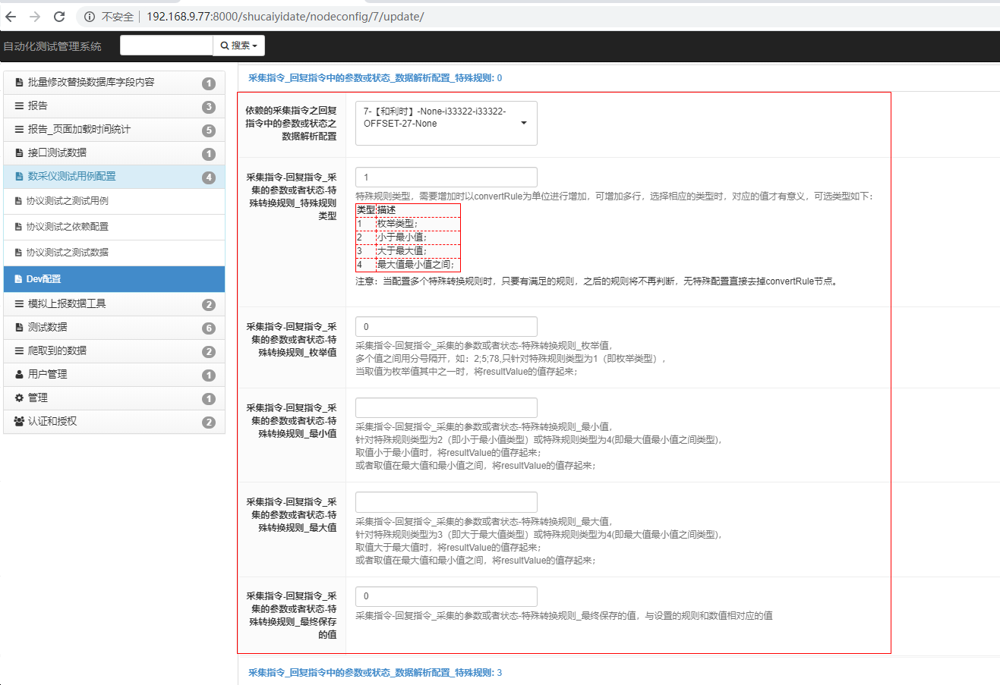 不安全 192.168.9.77:8000/shucaiyidate/nodeconfig/7/update/
自动化测试管理系统
搜索
批量修改替换数据库字段内容 1
报告 3
报告_页面加载时间统计 5
接口测试数据 1
数采仪测试用例配置 4
协议测试之测试用例
协议测试之依赖配置
协议测试之测试数据
Dev配置
模拟上报数据工具 2
测试数据 6
爬取到的数据 2
用户管理 1
管理 1
认证和授权 2
采集指令_回复指令中的参数或状态_数据解析配置_特殊规则: 0
依赖的采集指令之回复
指令中的参数或状态之
数据解析配置
7-【和利时】-None-i33322-i33322-
OFFSET-27-None
采集指令-回复指令_采
集的参数或者状态-特
殊转换规则_特殊规则
类型
1
特殊规则类型，需要增加时以convertRule为单位进行增加，可增加多行，选择相应的类型时，对应的值才有意义，可选类型如下：
类型 描述
1 枚举类型；
2 小于最小值；
3 大于最大值；
4 最大值最小值之间；
注意：当配置多个特殊转换规则时，只要有满足的规则，之后的规则将不再判断，无特殊配置直接去掉convertRule节点。
采集指令-回复指令_采
集的参数或者状态-特
殊转换规则_枚举值
0
采集指令-回复指令_采集的参数或者状态-特殊转换规则_枚举值，
多个值之间用分号隔开，如：2;5;78,只针对特殊规则类型为1（即枚举类型），
当取值为枚举值其中之一时，将resultValue的值存起来；
采集指令-回复指令_采
集的参数或者状态-特
殊转换规则_最小值
采集指令-回复指令_采集的参数或者状态-特殊转换规则_最小值，
针对特殊规则类型为2（即小于最小值类型）或特殊规则类型为4(即最大值最小值之间类型)，
取值小于最小值时，将resultValue的值存起来；
或者取值在最大值和最小值之间，将resultValue的值存起来；
采集指令-回复指令_采
集的参数或者状态-特
殊转换规则_最大值
采集指令-回复指令_采集的参数或者状态-特殊转换规则_最大值，
针对特殊规则类型为3（即大于最大值类型）或特殊规则类型为4(即最大值最小值之间类型)，
取值大于最大值时，将resultValue的值存起来；
或者取值在最大值和最小值之间，将resultValue的值存起来；
采集指令-回复指令_采
集的参数或者状态-特
殊转换规则_最终保存
的值
0
采集指令-回复指令_采集的参数或者状态-特殊转换规则_最终保存的值，与设置的规则和数值相对应的值
采集指令_回复指令中的参数或状态_数据解析配置_特殊规则: 3